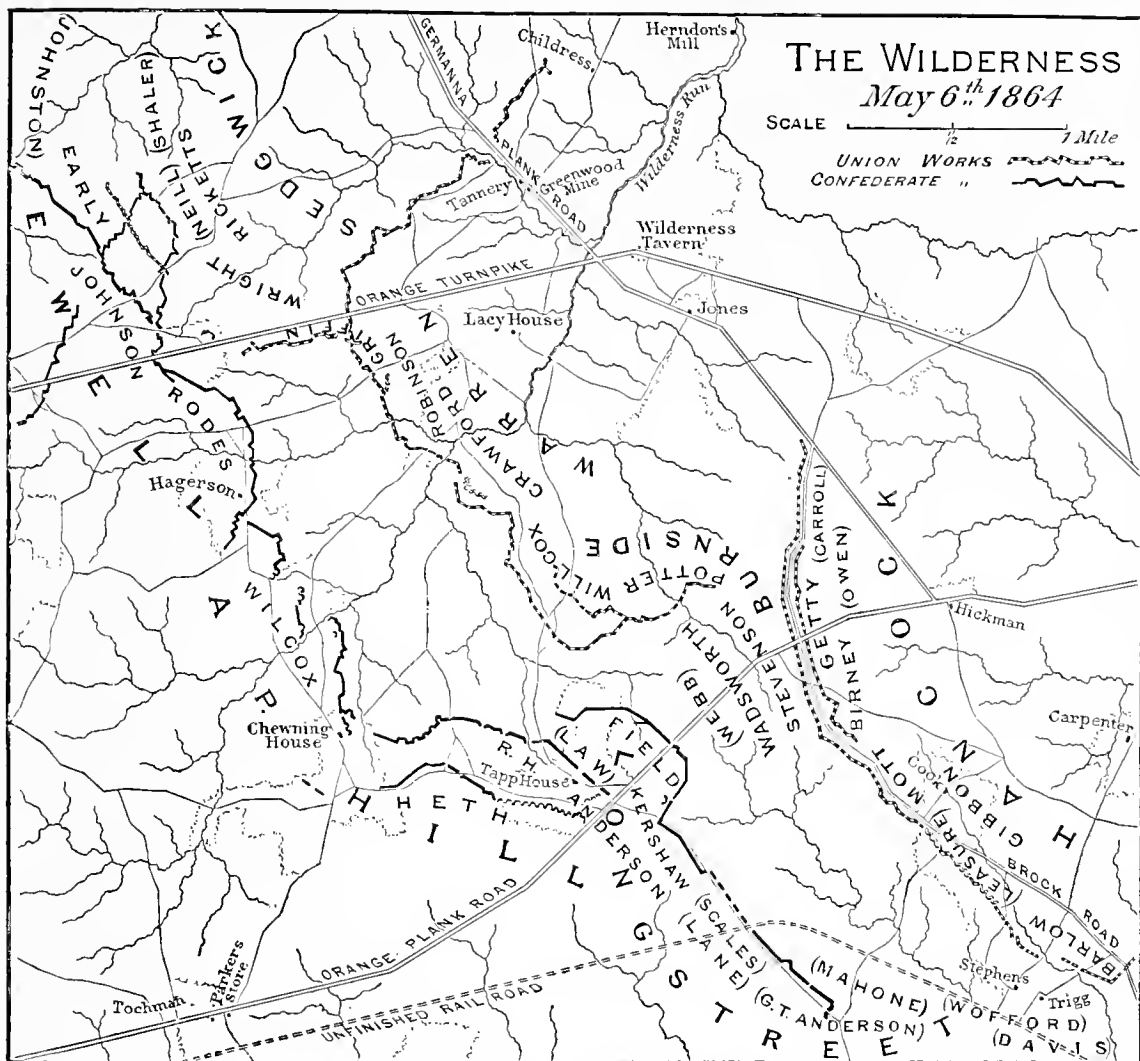 THE WILDERNESS
May 6th. 1864
SCALE ½ 1 Mile
UNION WORKS
CONFEDERATE "
(JOHNSTON)
EARLY
(SHALER)
(NEILL)
RICKETTS
WRIGHT
SEDGWICK
GERMANNA PLANK ROAD
Childress
Herndon's
Mill
Wilderness Run
Tannery
Greenwood
Mine
Wilderness
Tavern
ORANGE TURNPIKE
Jones
Lacy House
EWELL
JOHNSON
RODES
Hagerson
GRIFFIN
ROBINSON
CRAWFORD
WARREN
WILLCOX
POTTER
BURNSIDE
STEVENSON
WADSWORTH
(WEBB)
GETTY (CARROLL)
BIRNEY (OWEN)
HANCOCK
Hickman
Carpenter
MOTT
Cook
GIBBON
(LEASURE)
BARLOW
BROCK ROAD
A. P. HILL
WILCOX
Chewning
House
HETH
R. H. ANDERSON
Tapp House
(LAW)
FIELD
KERSHAW
LONGSTREET
(SCALES)
(LANE)
(G.T. ANDERSON)
(MAHONE)
(WOFFORD)
(DAVIS)
Stephens
Trigg
ORANGE PLANK ROAD
UNFINISHED RAIL ROAD
Tochman
Parkers
Store